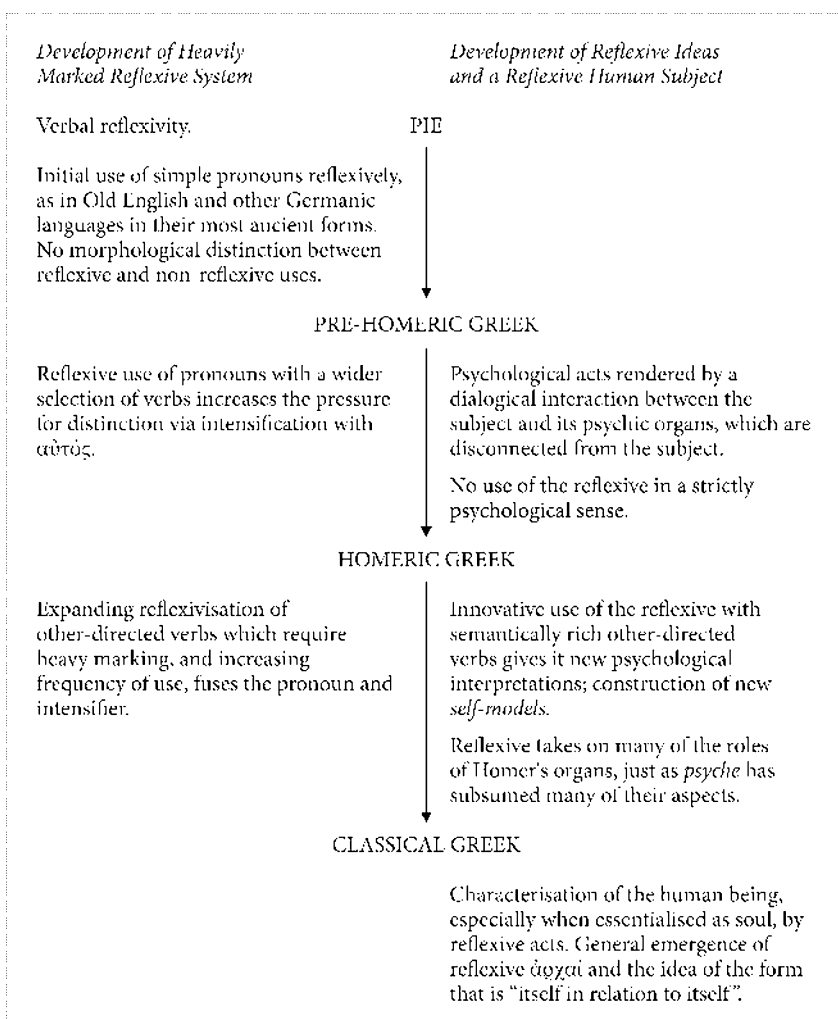 Development of Heavily
Marked Reflexive System
Development of Reflexive Ideas
and a Reflexive Human Subject
Verbal reflexivity.
PIE
Initial use of simple pronouns reflexively,
as in Old English and other Germanic
languages in their most ancient forms.
No morphological distinction between
reflexive and non-reflexive uses.
PRE-HOMERIC GREEK
Reflexive use of pronouns with a wider
selection of verbs increases the pressure
for distinction via intensification with
αὐτός.
Psychological acts rendered by a
dialogical interaction between the
subject and its psychic organs, which are
disconnected from the subject.
No use of the reflexive in a strictly
psychological sense.
HOMERIC GREEK
Expanding reflexivisation of
other-directed verbs which require
heavy marking, and increasing
frequency of use, fuses the pronoun and
intensifier.
Innovative use of the reflexive with
semantically rich other-directed
verbs gives it new psychological
interpretations; construction of new
self-models.
Reflexive takes on many of the roles
of Homer's organs, just as psyche has
subsumed many of their aspects.
CLASSICAL GREEK
Characterisation of the human being,
especially when essentialised as soul, by
reflexive acts. General emergence of
reflexive ἀρχαί and the idea of the form
that is “itself in relation to itself”.